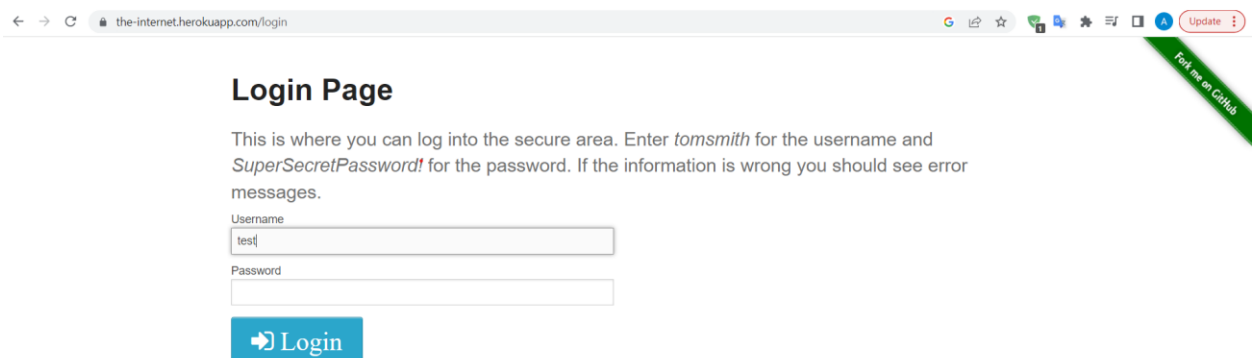 the-internet.herokuapp.com/login
1
A
Update
Fork me on GitHub
Login Page
This is where you can log into the secure area. Enter tomsmith for the username and
SuperSecretPassword! for the password. If the information is wrong you should see error
messages.
Username
test
Password
Login